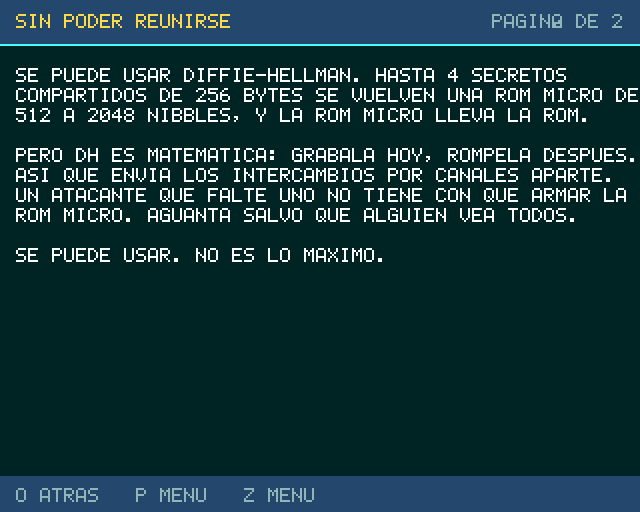 SIN PODER REUNIRSE
PAGIN DE 2
SE PUEDE USAR DIFFIE-HELLMAN. HASTA 4 SECRETOS
COMPARTIDOS DE 256 BYTES SE VUELVEN UNA ROM MICRO DE
512 A 2048 NIBBLES, Y LA ROM MICRO LLEVA LA ROM.
PERO DH ES MATEMATICA: GRABALA HOY, ROMPELA DESPUES.
ASI QUE ENVIA LOS INTERCAMBIOS POR CANALES APARTE.
UN ATACANTE QUE FALTE UNO NO TIENE CON QUE ARMAR LA
ROM MICRO. AGUANTA SALVO QUE ALGUIEN VEA TODOS.
SE PUEDE USAR. NO ES LO MAXIMO.
O ATRAS P MENU Z MENU